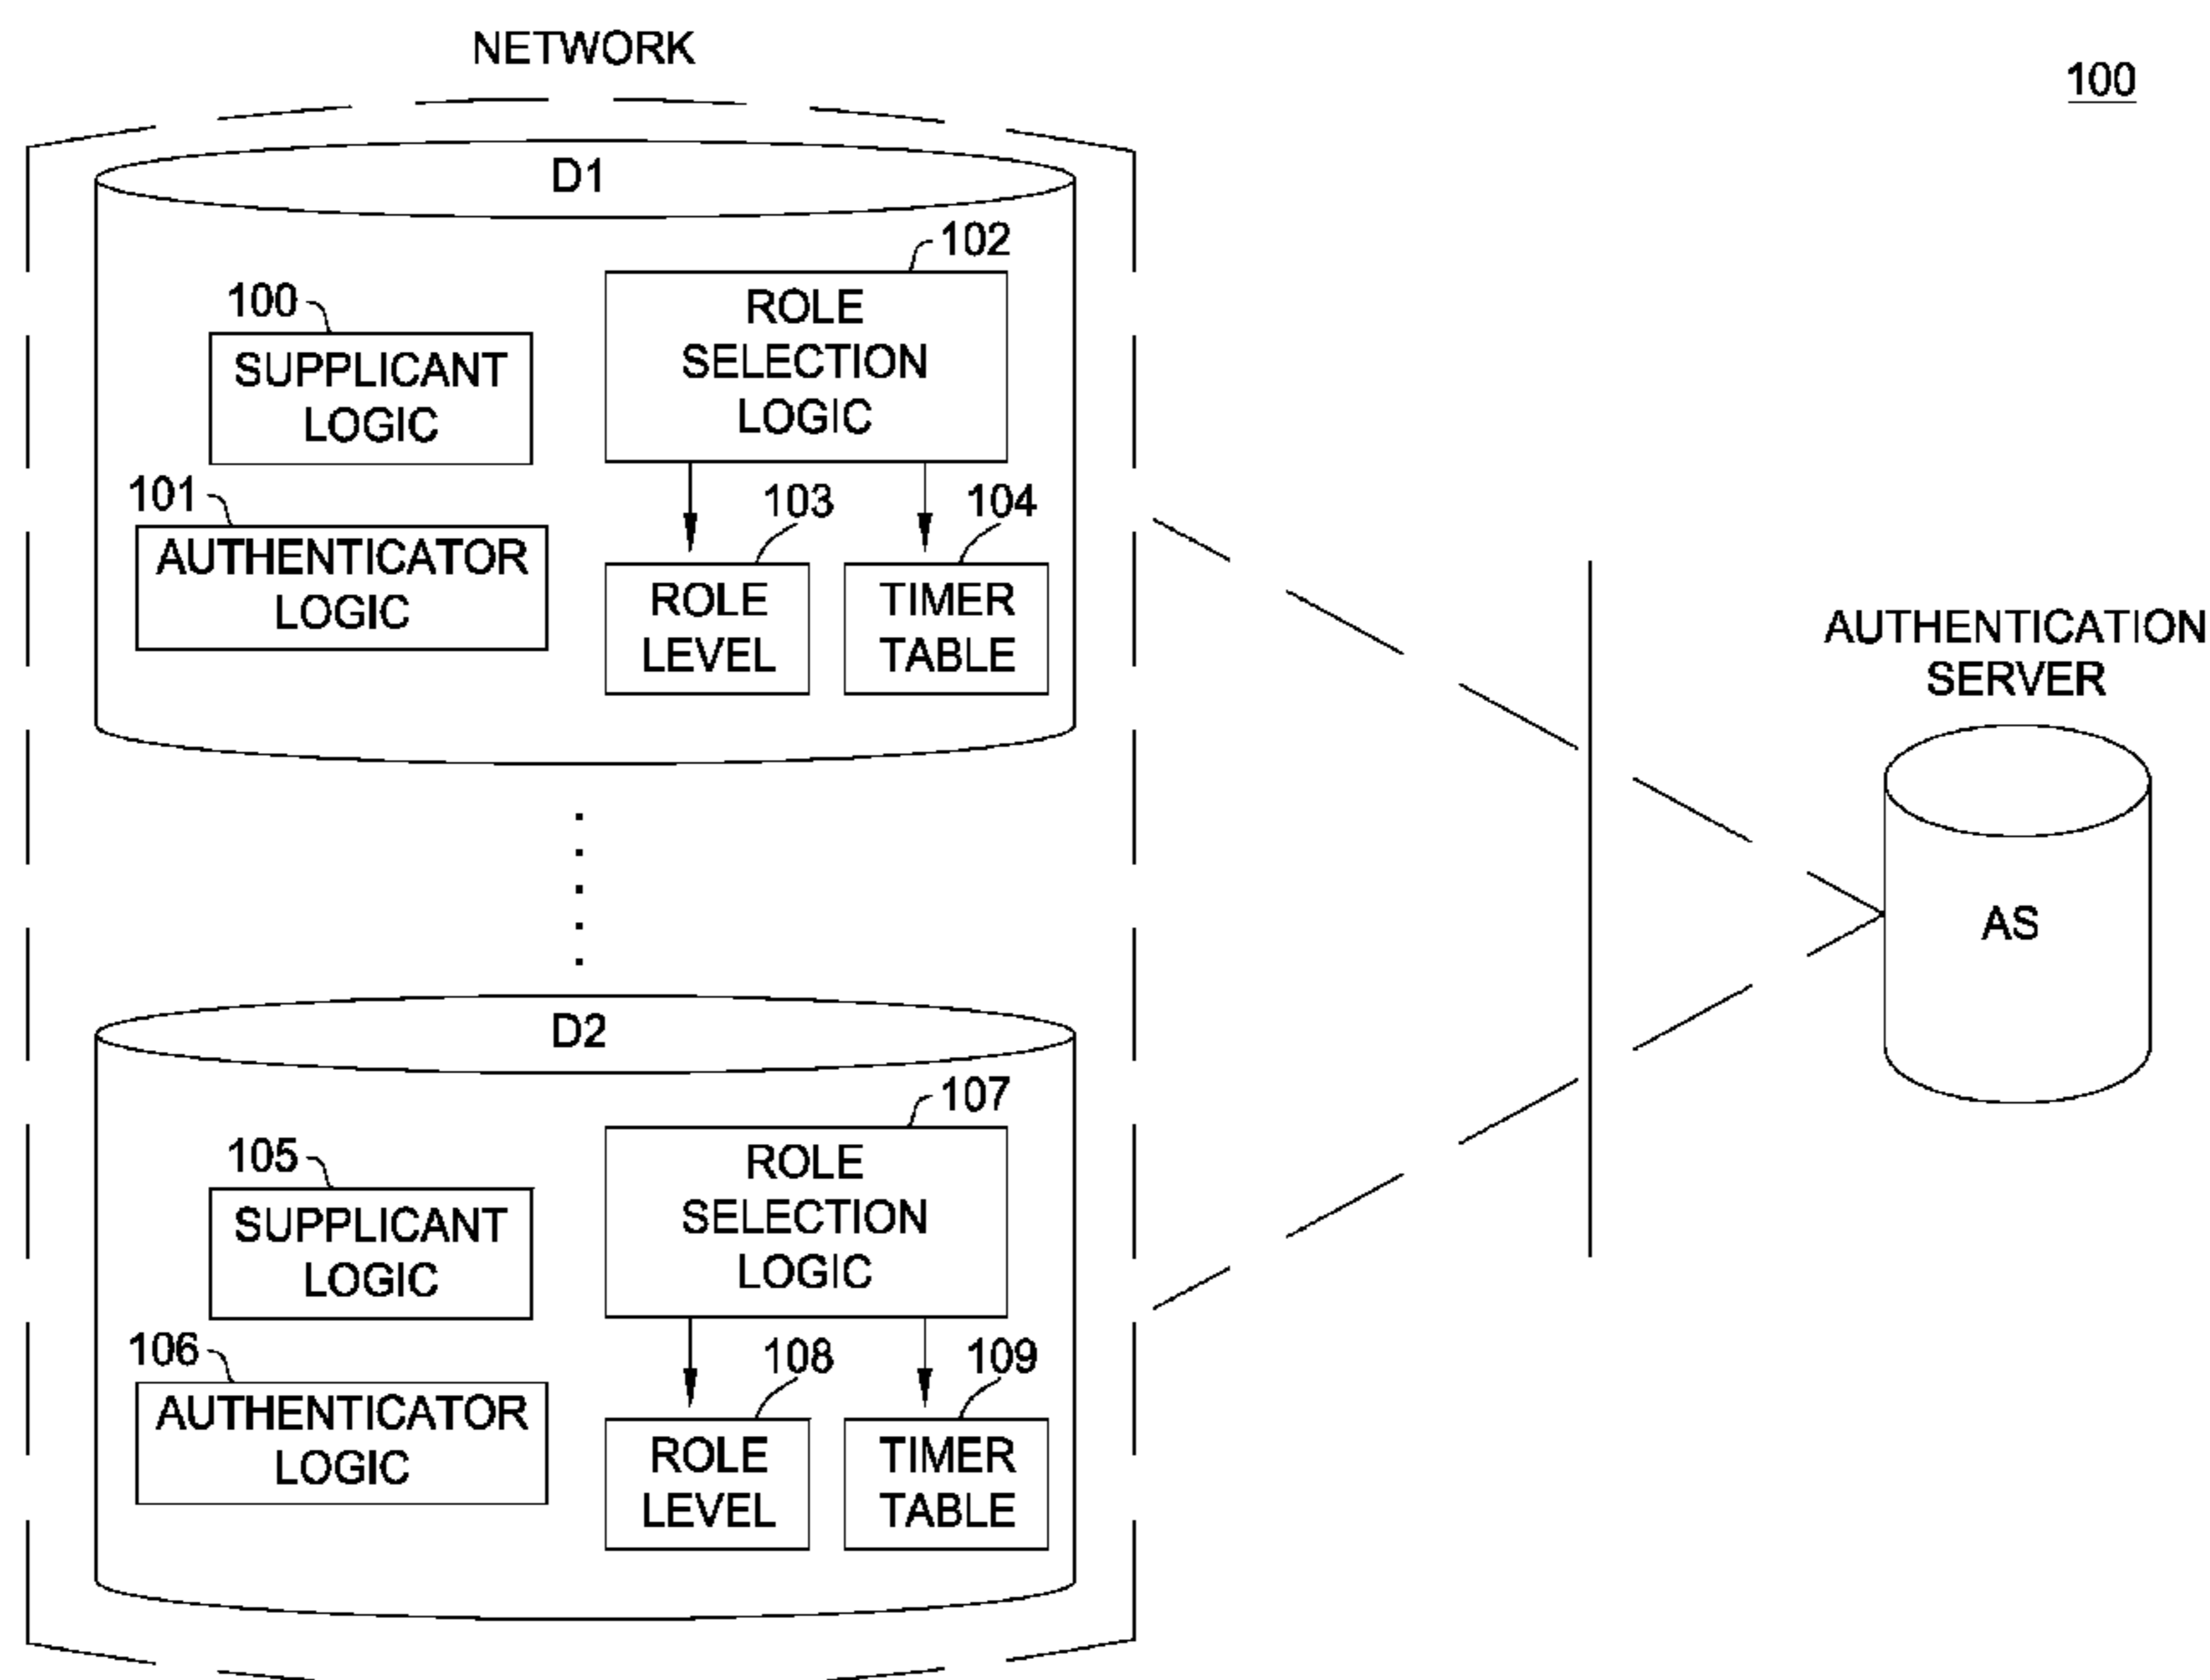 NETWORK
100
D1
102
100
ROLE
SELECTION
LOGIC
SUPPLICANT
LOGIC
101
103
104
AUTHENTICATOR
LOGIC
ROLE
LEVEL
TIMER
TABLE
AUTHENTICATION
SERVER
AS
D2
107
105
ROLE
SELECTION
LOGIC
SUPPLICANT
LOGIC
106
108
109
AUTHENTICATOR
LOGIC
ROLE
LEVEL
TIMER
TABLE